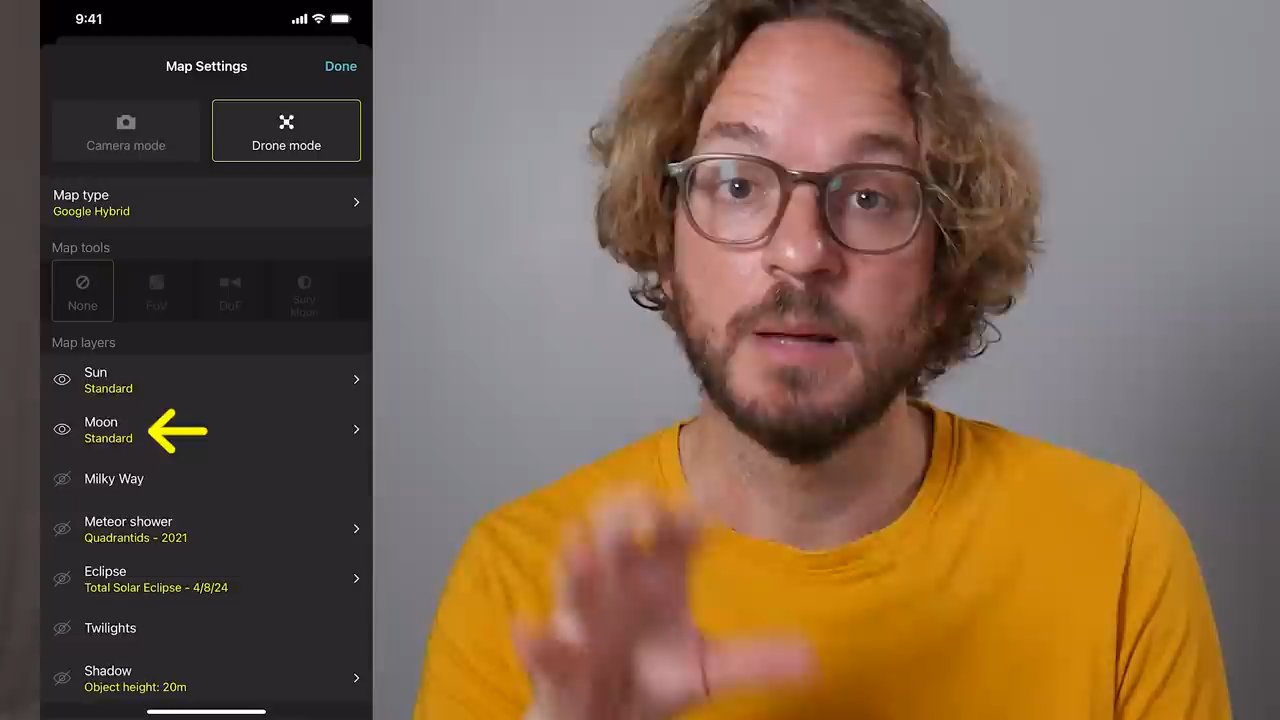 9:41
Map Settings
Done
Camera mode
Drone mode
Map type
Google Hybrid
Map tools
None
FoV
DoF
Sun/
Moon
Map layers
Sun
Standard
Moon
Standard
Milky Way
Meteor shower
Quadrantids - 2021
Eclipse
Total Solar Eclipse - 4/8/24
Twilights
Shadow
Object height: 20m